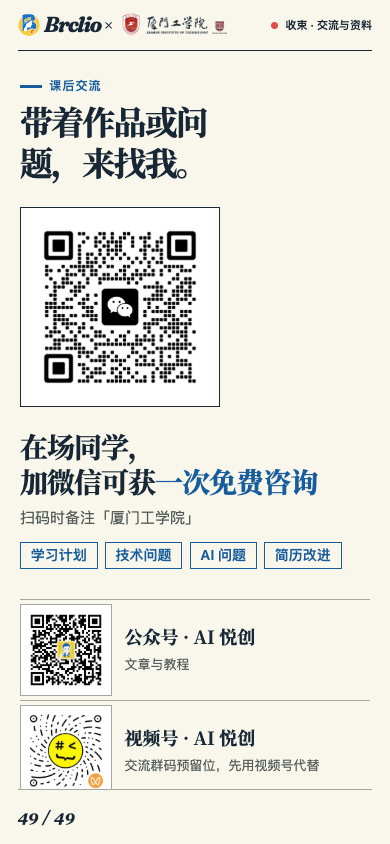 Brclio × 厦门工学院
XIAMEN INSTITUTE OF TECHNOLOGY
收束 · 交流与资料
课后交流
带着作品或问
题，来找我。
在场同学，
加微信可获一次免费咨询
扫码时备注「厦门工学院」
学习计划 技术问题 AI 问题 简历改进
公众号 · AI 悦创
文章与教程
视频号 · AI 悦创
交流群码预留位，先用视频号代替
49 / 49